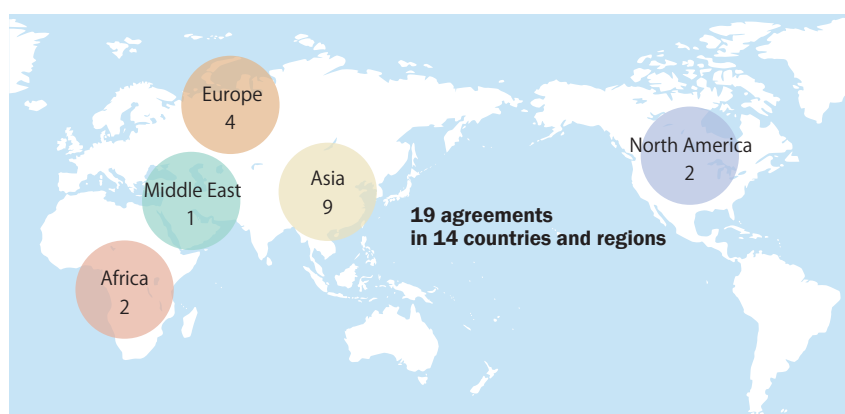 Europe
4
Middle East
1
Asia
9
North America
2
19 agreements
in 14 countries and regions
Africa
2